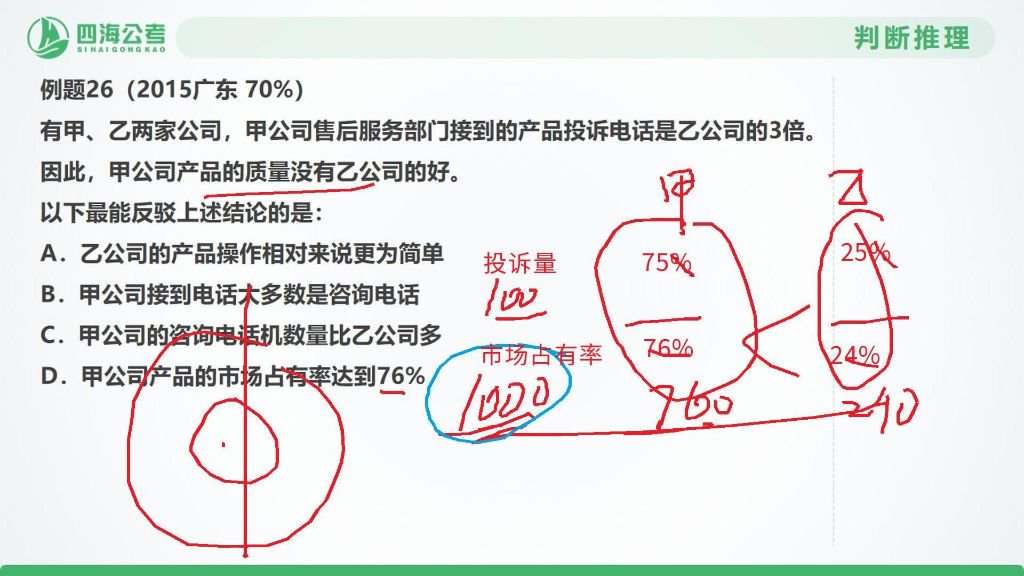 四海公考
SIHAIGONGKAO
判断推理
例题26（2015广东 70%）
有甲、乙两家公司，甲公司售后服务部门接到的产品投诉电话是乙公司的3倍。
因此，甲公司产品的质量没有乙公司的好。
以下最能反驳上述结论的是：
A．乙公司的产品操作相对来说更为简单
B．甲公司接到电话大多数是咨询电话
C．甲公司的咨询电话机数量比乙公司多
D．甲公司产品的市场占有率达到76%
甲 乙
投诉量 75% 25%
100
市场占有率 76% 24%
1000 760 240